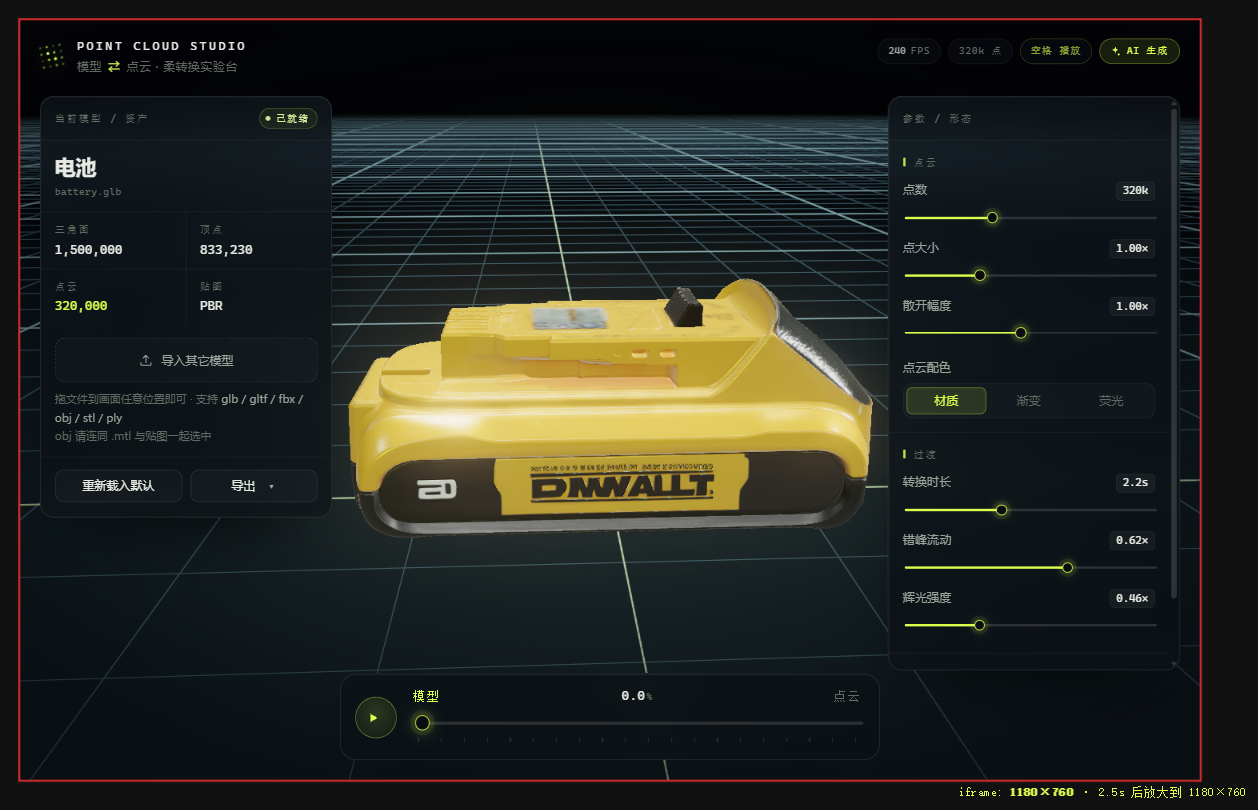 POINT CLOUD STUDIO
模型 ⇄ 点云 · 柔转换实验台
240 FPS
320k 点
空格 播放
AI 生成
当前模型 / 资产
已就绪
电池
battery.glb
三角面
1,500,000
顶点
833,230
点云
320,000
贴图
PBR
导入其它模型
拖文件到画面任意位置即可 · 支持 glb / gltf / fbx /
obj / stl / ply
obj 请连同 .mtl 与贴图一起选中
重新载入默认
导出
参数 / 形态
点云
点数
320k
点大小
1.00×
散开幅度
1.00×
点云配色
材质
渐变
荧光
过渡
转换时长
2.2s
错峰流动
0.62×
辉光强度
0.46×
模型
0.0%
点云
iframe: 1180×760 · 2.5s 后放大到 1180×760